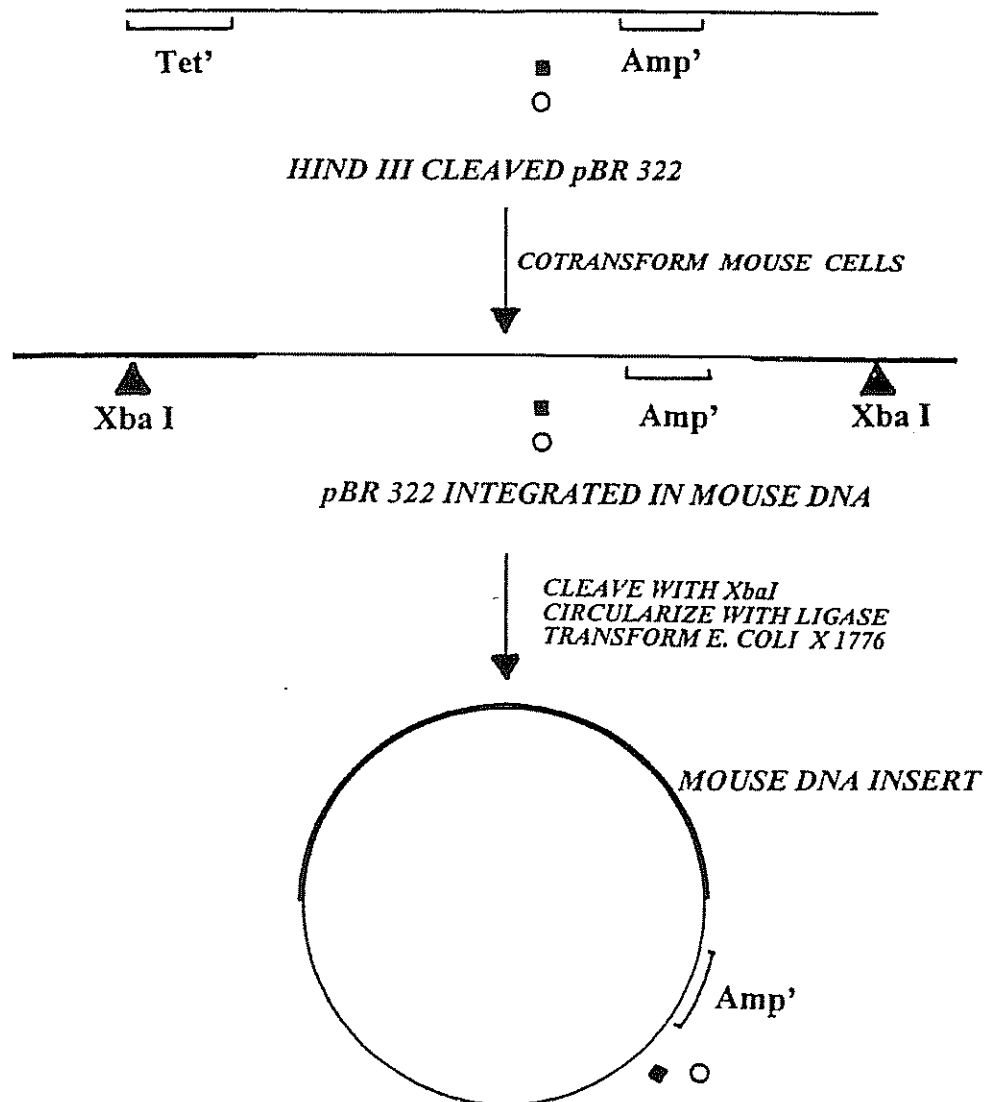 Tet'
Amp'
HIND III CLEAVED pBR 322
COTRANSFORM MOUSE CELLS
Xba I
Amp'
Xba I
pBR 322 INTEGRATED IN MOUSE DNA
CLEAVE WITH XbaI
CIRCULARIZE WITH LIGASE
TRANSFORM E. COLI X 1776
MOUSE DNA INSERT
Amp'